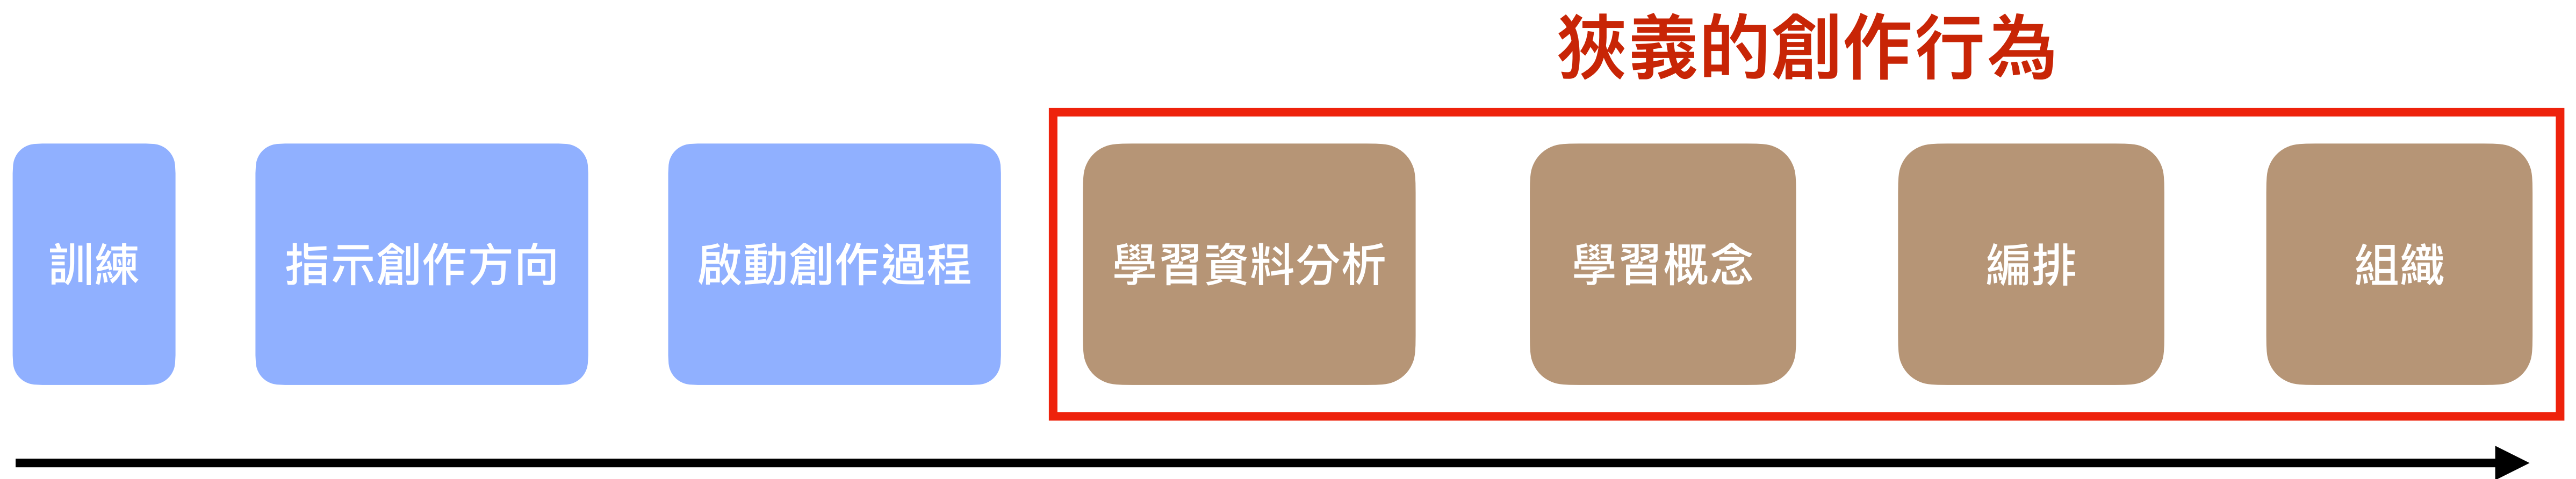 狹義的創作行為
訓練
指示創作方向
啟動創作過程
學習資料分析
學習概念
編排
組織